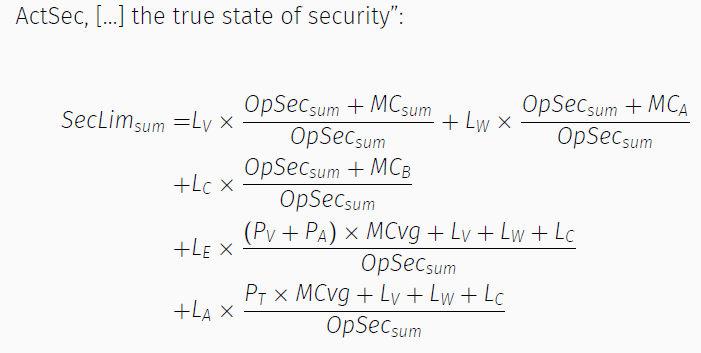 ActSec, [...] the true state of security”:
SecLim_sum = L_V × (OpSec_sum + MC_sum) / OpSec_sum + L_W × (OpSec_sum + MC_A) / OpSec_sum
+L_C × (OpSec_sum + MC_B) / OpSec_sum
+L_E × ((P_V + P_A) × MCvg + L_V + L_W + L_C) / OpSec_sum
+L_A × (P_T × MCvg + L_V + L_W + L_C) / OpSec_sum